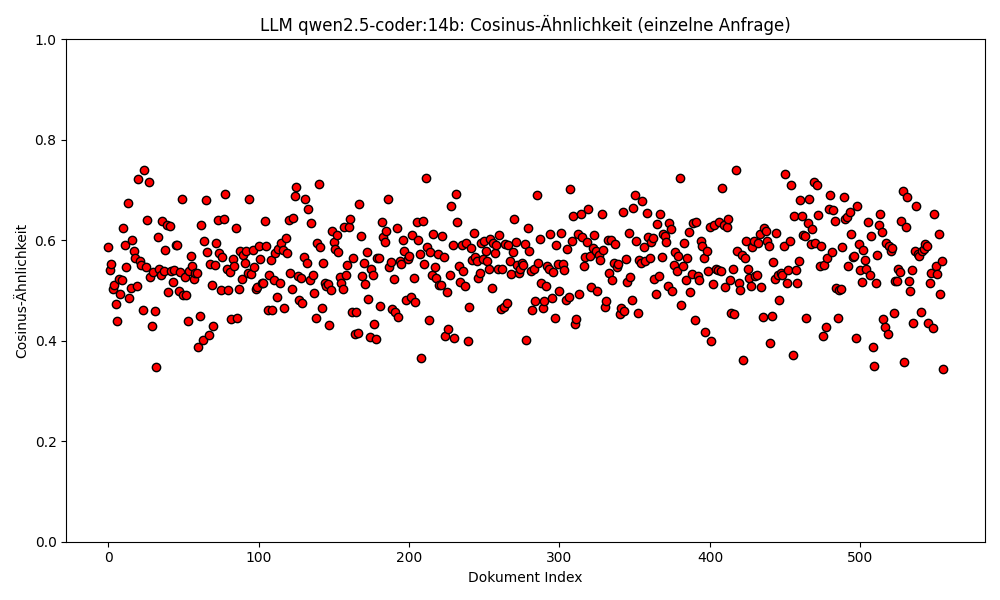 LLM qwen2.5-coder:14b: Cosinus-Ähnlichkeit (einzelne Anfrage)
1.0
0.8
0.6
0.4
0.2
0.0
Cosinus-Ähnlichkeit
0 100 200 300 400 500
Dokument Index